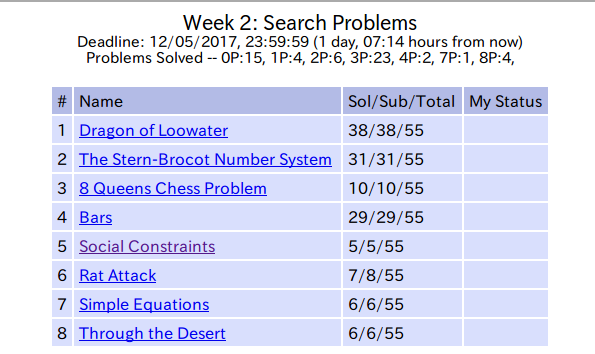 Week 2: Search Problems
Deadline: 12/05/2017, 23:59:59 (1 day, 07:14 hours from now)
Problems Solved -- 0P:15, 1P:4, 2P:6, 3P:23, 4P:2, 7P:1, 8P:4,
# Name Sol/Sub/Total My Status
1 Dragon of Loowater 38/38/55
2 The Stern-Brocot Number System 31/31/55
3 8 Queens Chess Problem 10/10/55
4 Bars 29/29/55
5 Social Constraints 5/5/55
6 Rat Attack 7/8/55
7 Simple Equations 6/6/55
8 Through the Desert 6/6/55